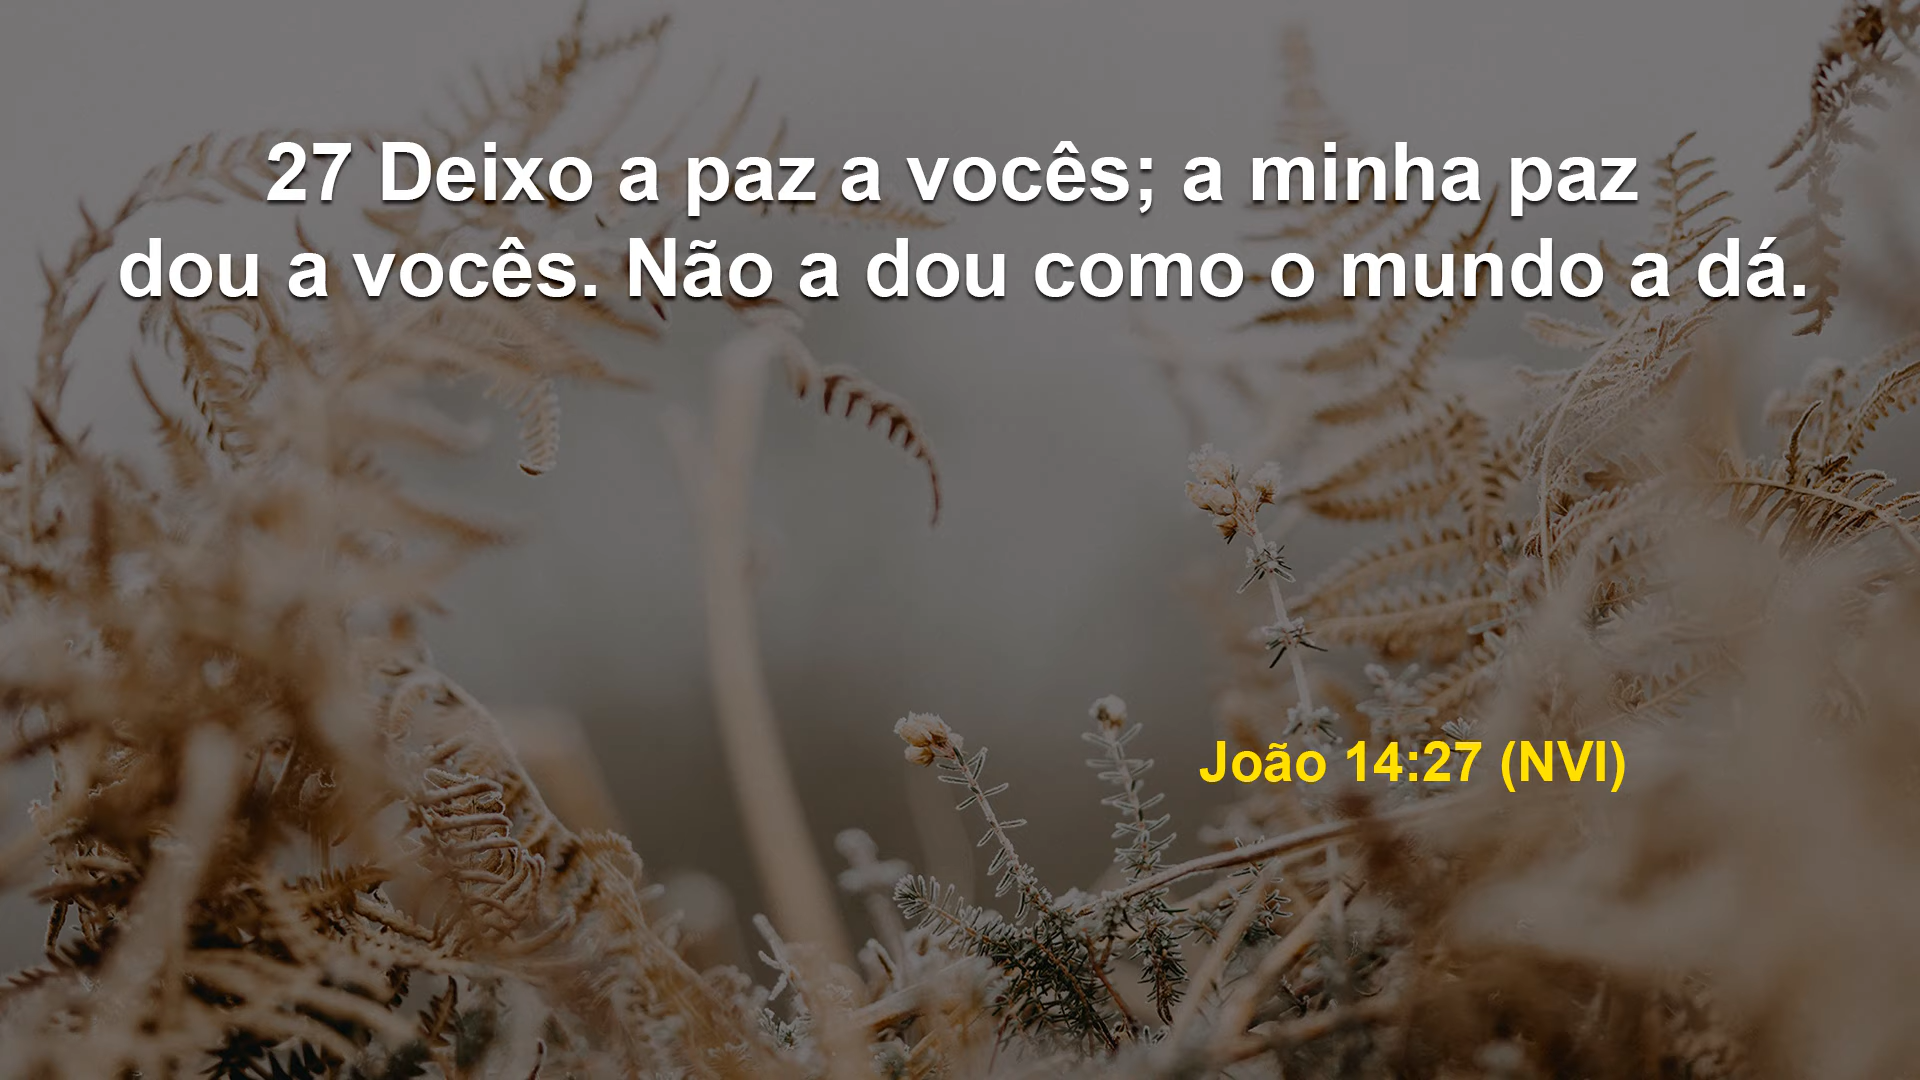 27 Deixo a paz a vocês; a minha paz
dou a vocês. Não a dou como o mundo a dá.
João 14:27 (NVI)